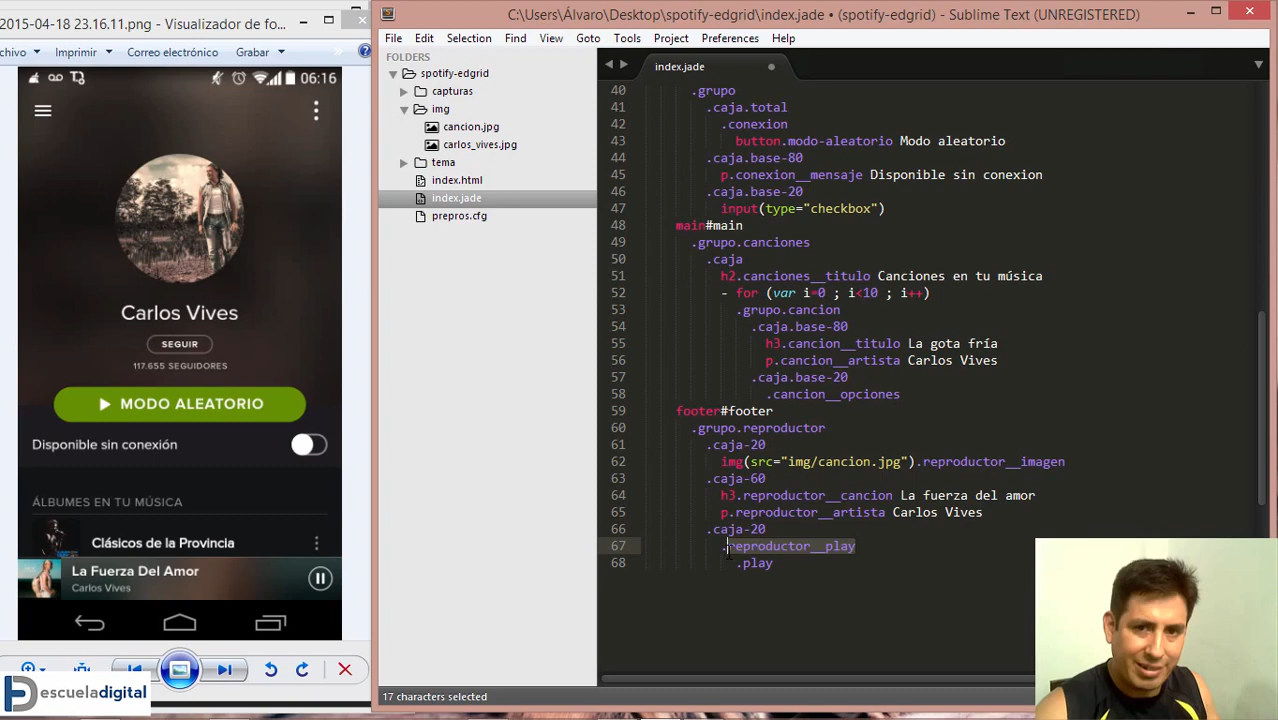 2015-04-18 23.16.11.png - Visualizador de fo...
chivo
Imprimir
Correo electrónico
Grabar
»
06:16
Carlos Vives
SEGUIR
117.655 SEGUIDORES
MODO ALEATORIO
Disponible sin conexión
ÁLBUMES EN TU MÚSICA
Clásicos de la Provincia
La Fuerza Del Amor
Carlos Vives
escueladigital
C:\Users\Álvaro\Desktop\spotify-edgrid\index.jade • (spotify-edgrid) - Sublime Text (UNREGISTERED)
File Edit Selection Find View Goto Tools Project Preferences Help
FOLDERS
spotify-edgrid
capturas
img
cancion.jpg
carlos_vives.jpg
tema
index.html
index.jade
prepros.cfg
index.jade
40 .grupo
41 .caja.total
42 .conexion
43 button.modo-aleatorio Modo aleatorio
44 .caja.base-80
45 p.conexion__mensaje Disponible sin conexion
46 .caja.base-20
47 input(type="checkbox")
48 main#main
49 .grupo.canciones
50 .caja
51 h2.canciones__titulo Canciones en tu música
52 - for (var i=0 ; i<10 ; i++)
53 .grupo.cancion
54 .caja.base-80
55 h3.cancion__titulo La gota fría
56 p.cancion__artista Carlos Vives
57 .caja.base-20
58 .cancion__opciones
59 footer#footer
60 .grupo.reproductor
61 .caja-20
62 img(src="img/cancion.jpg").reproductor__imagen
63 .caja-60
64 h3.reproductor__cancion La fuerza del amor
65 p.reproductor__artista Carlos Vives
66 .caja-20
67 .reproductor__play
68 .play
17 characters selected